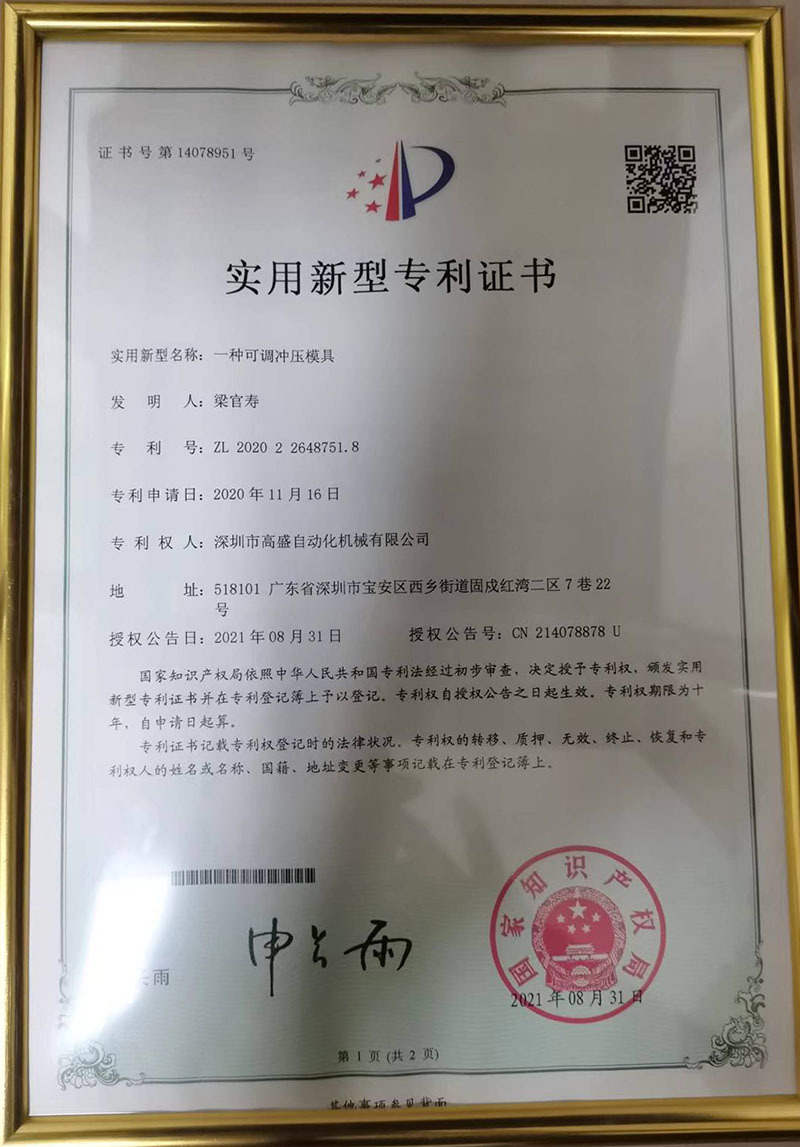 证书号第14078951号
实用新型专利证书
实用新型名称：一种可调冲压模具
发明人：梁官寿
专利号：ZL 2020 2 2648751.8
专利申请日：2020年11月16日
专利权人：深圳市高盛自动化机械有限公司
地址：518101 广东省深圳市宝安区西乡街道固戍红湾二区7巷22
号
授权公告日：2021年08月31日 授权公告号：CN 214078878 U
国家知识产权局依照中华人民共和国专利法经过初步审查，决定授予专利权，颁发实用
新型专利证书并在专利登记簿上予以登记。专利权自授权公告之日起生效。专利权期限为十
年，自申请日起算。
专利证书记载专利权登记时的法律状况。专利权的转移、质押、无效、终止、恢复和专
利权人的姓名或名称、国籍、地址变更等事项记载在专利登记簿上。
国家知识产权局
申长雨
雨
2021年08月31日
第1页(共2页)
其他事项参见背面